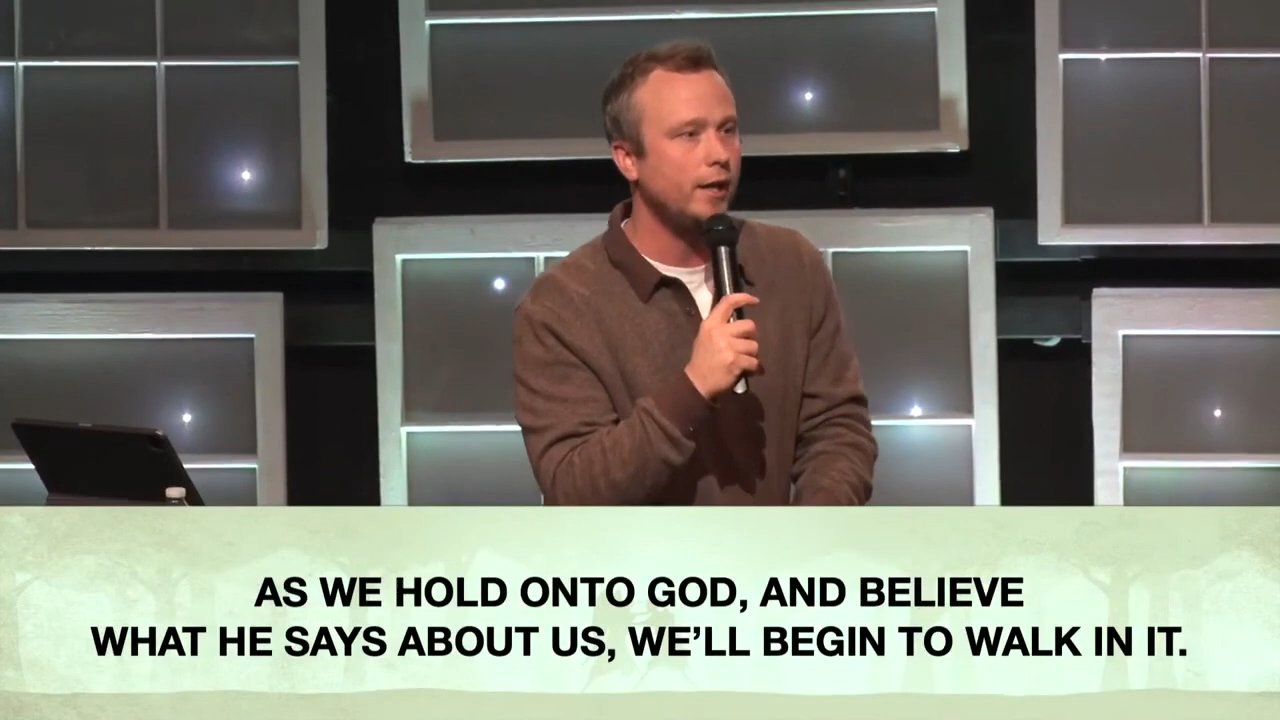 AS WE HOLD ONTO GOD, AND BELIEVE
WHAT HE SAYS ABOUT US, WE’LL BEGIN TO WALK IN IT.